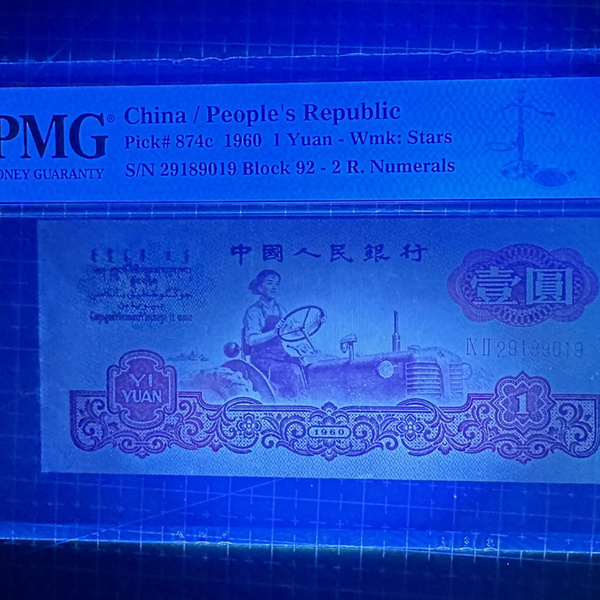 PMG®
ONEY GUARANTY
China / People's Republic
Pick# 874c 1960 1 Yuan - Wmk: Stars
S/N 29189019 Block 92 - 2 R. Numerals
中國人民銀行
壹圓
IX II 29189019
YI
YUAN
1960
1